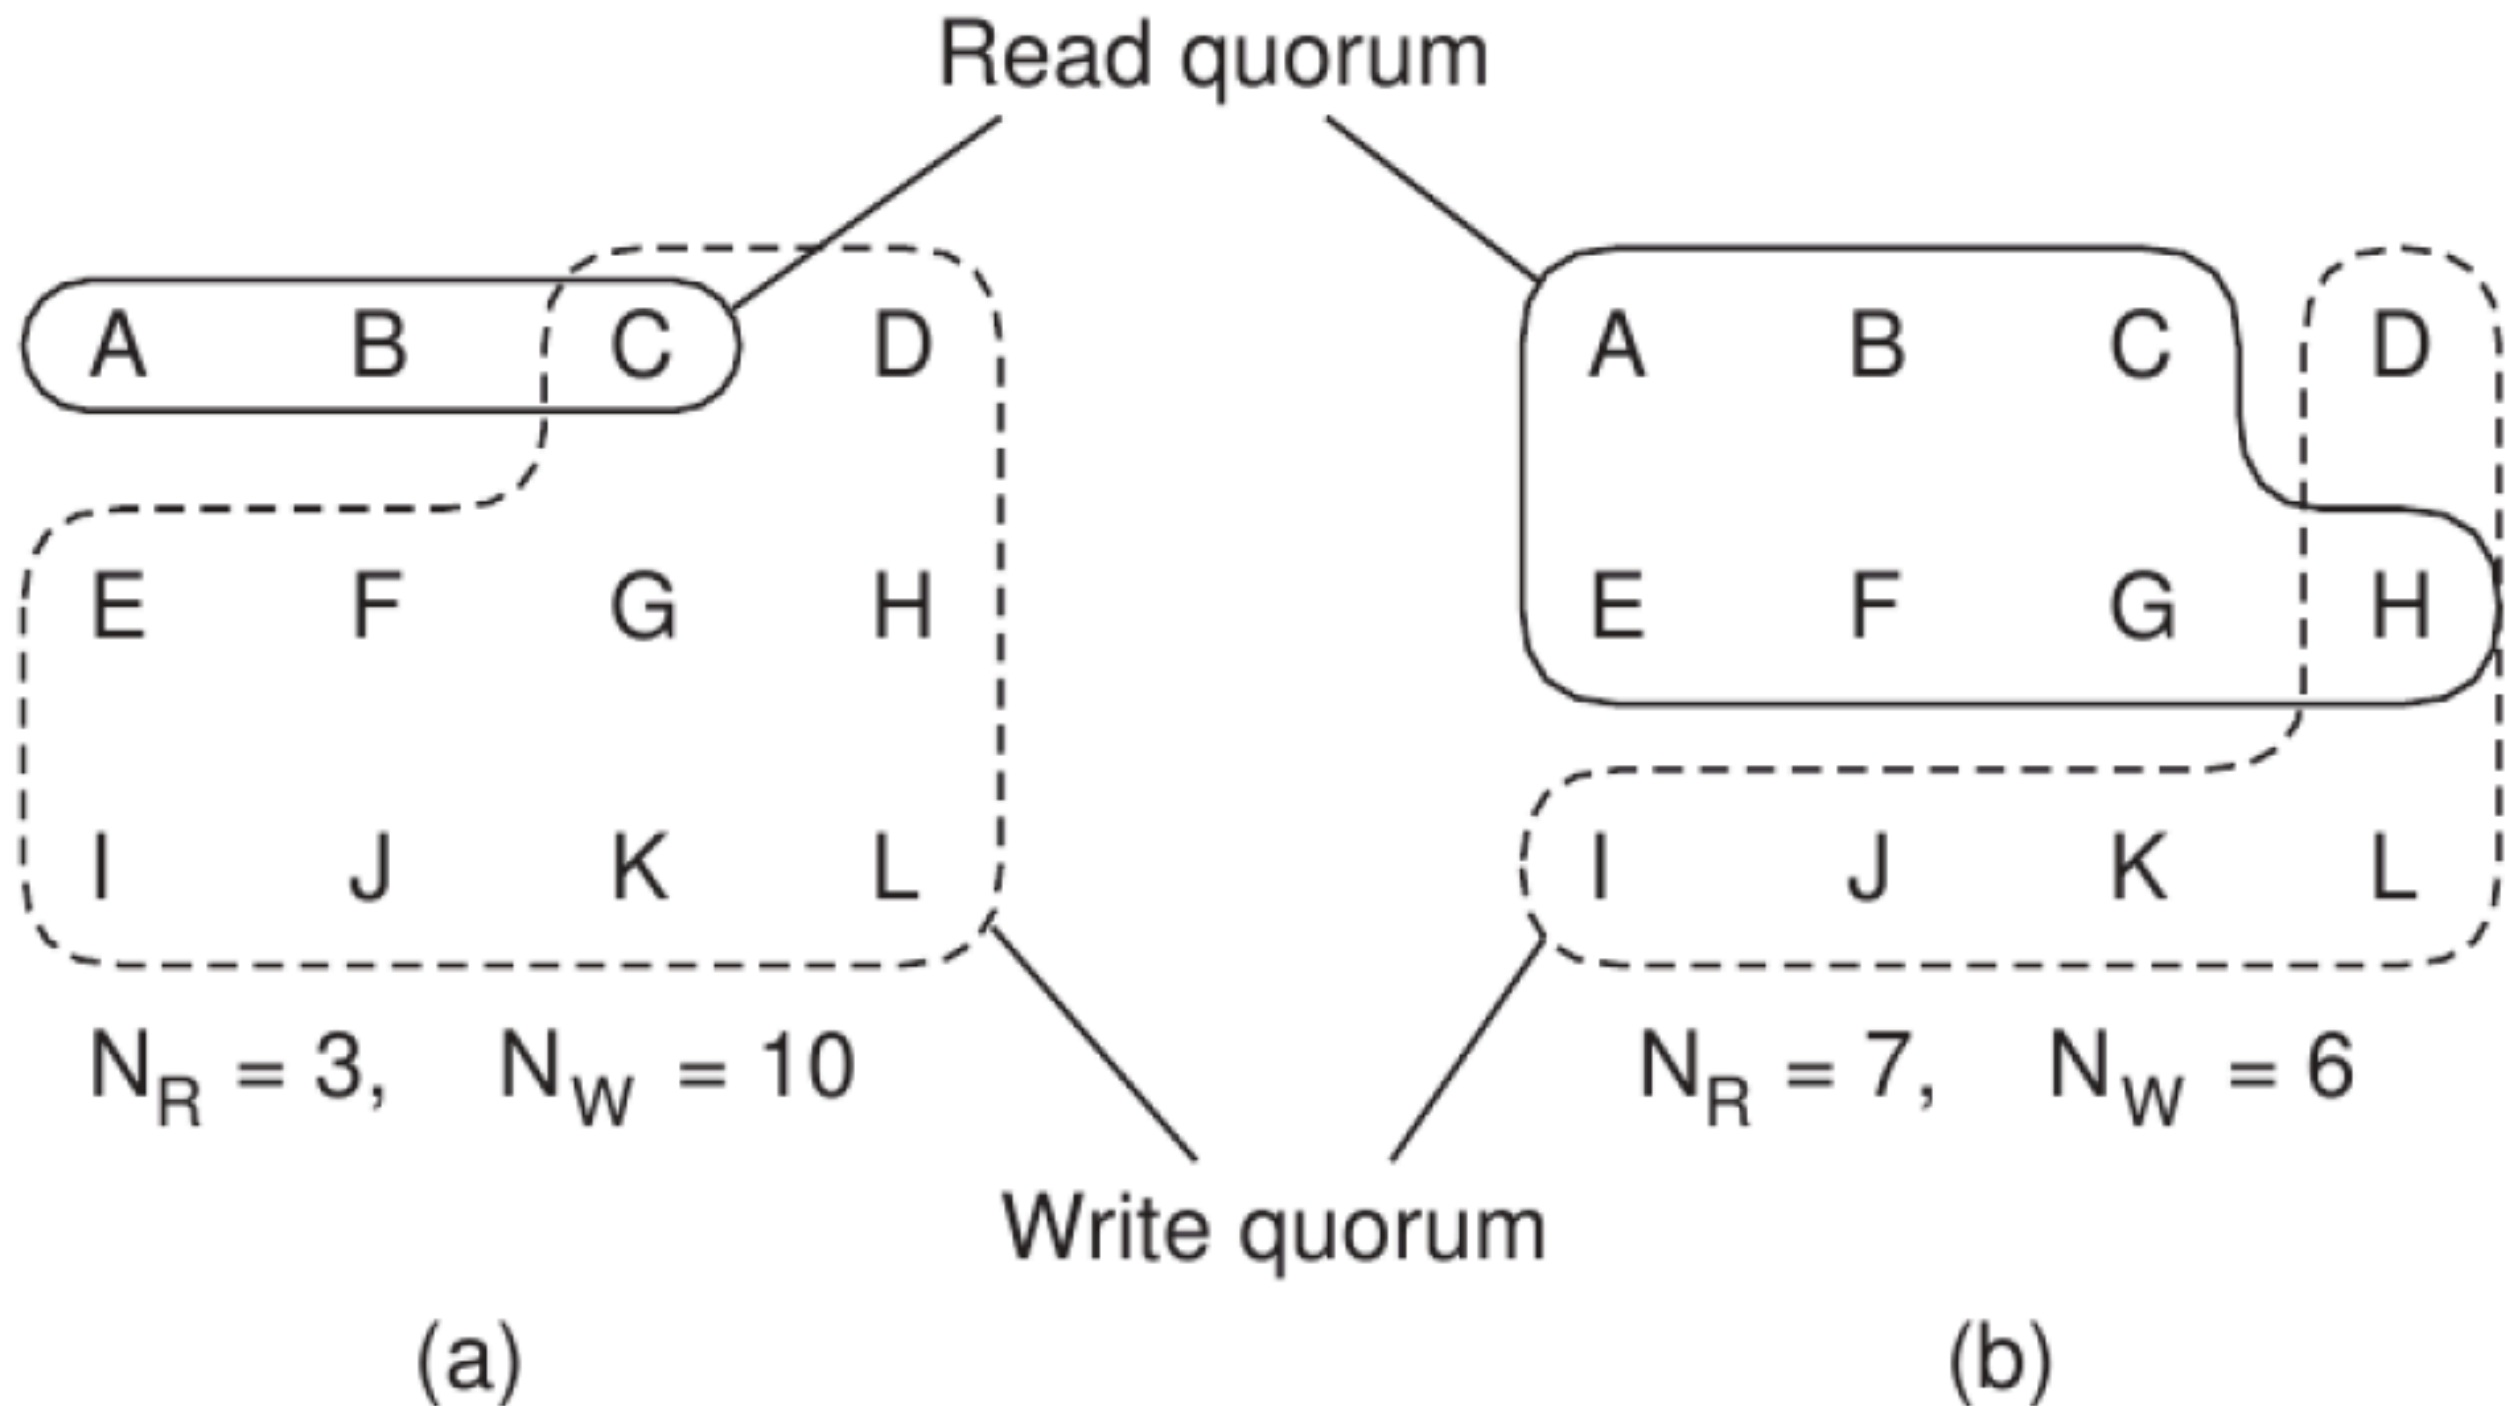 Read quorum
A B C D A B C D
E F G H E F G H
I J K L I J K L
N_R = 3, N_W = 10 N_R = 7, N_W = 6
Write quorum
(a) (b)